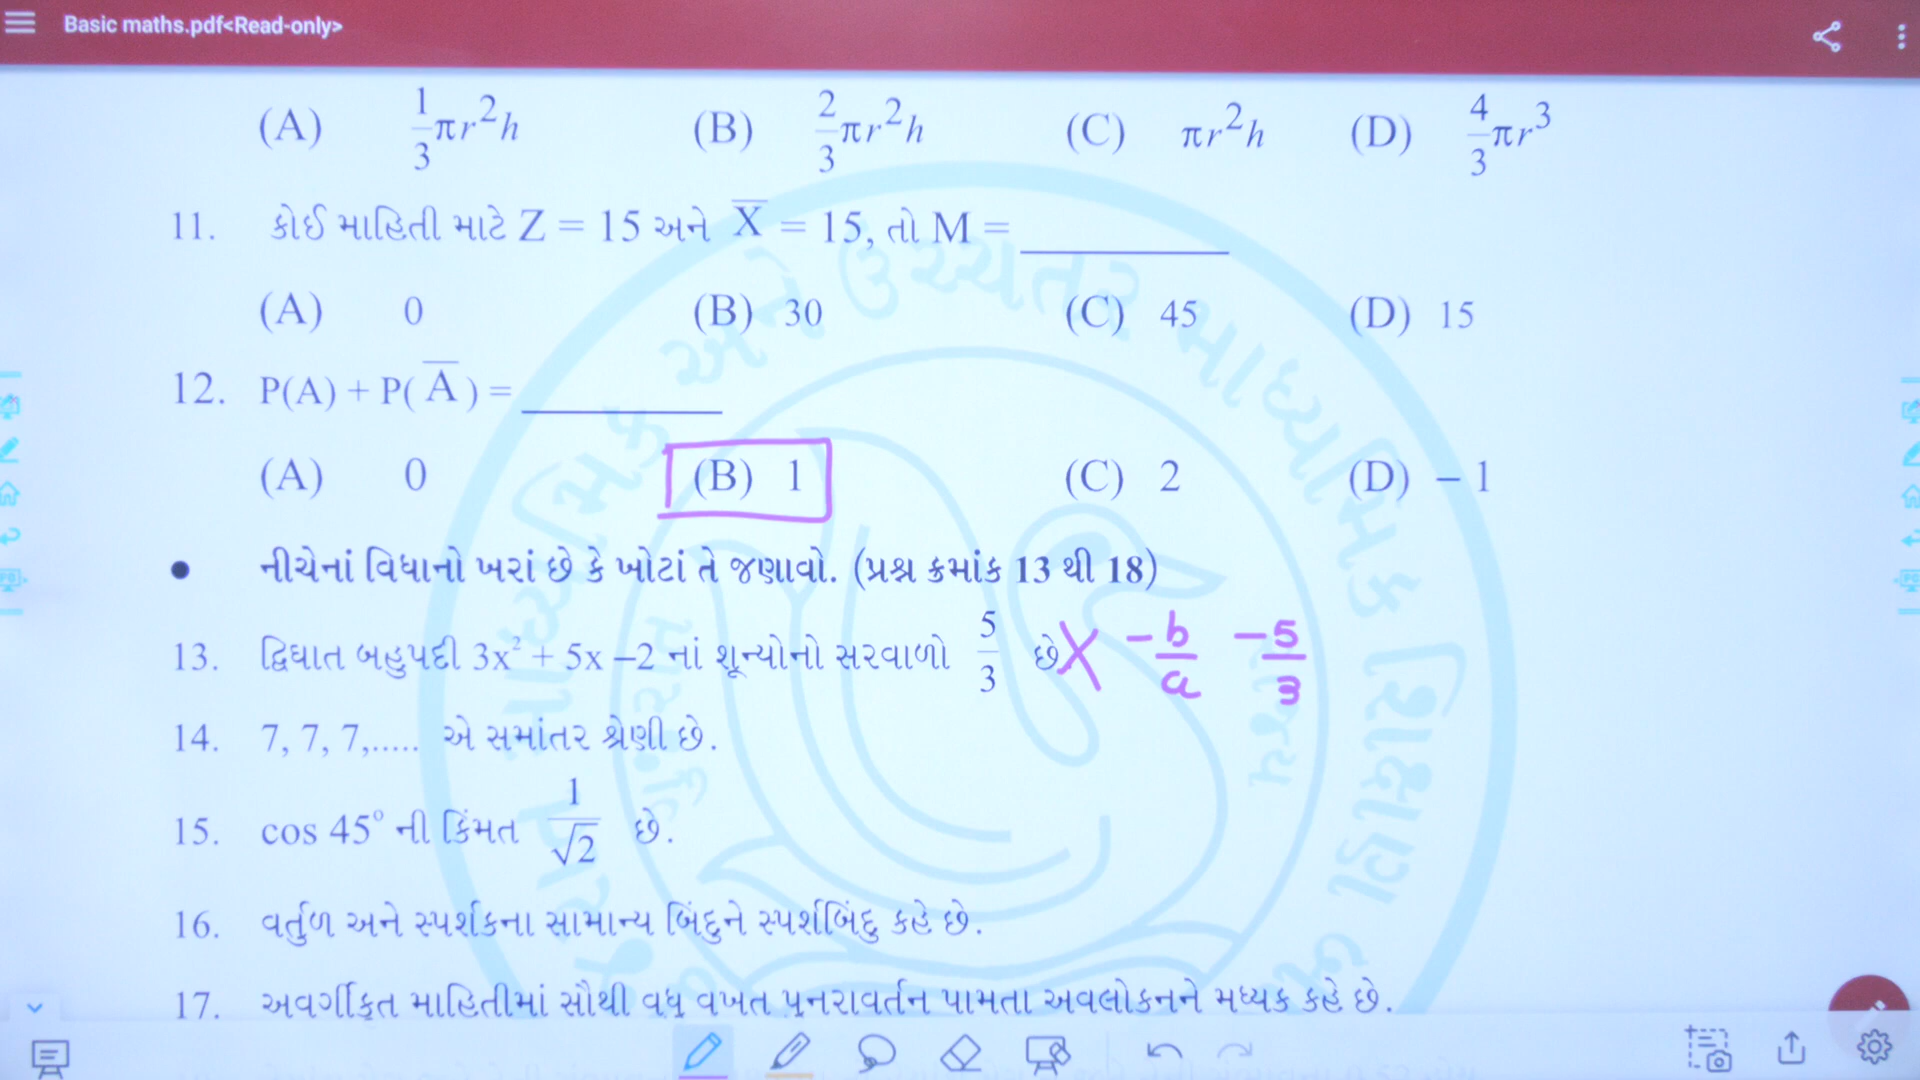 Basic maths.pdf<Read-only>
(A) 1/3 πr²h (B) 2/3 πr²h (C) πr²h (D) 4/3 πr³
11. કોઈ માહિતી માટે Z = 15 અને X̅ = 15, તો M = ________
(A) 0 (B) 30 (C) 45 (D) 15
12. P(A) + P( A̅ ) = ________
(A) 0 (B) 1 (C) 2 (D) – 1
● નીચેનાં વિધાનો ખરાં છે કે ખોટાં તે જણાવો. (પ્રશ્ન ક્રમાંક 13 થી 18)
13. દ્વિઘાત બહુપદી 3x² + 5x –2 નાં શૂન્યોનો સરવાળો 5/3 છે X -b/a -5/3
14. 7, 7, 7,..... એ સમાંતર શ્રેણી છે.
15. cos 45° ની કિંમત 1/√2 છે.
16. વર્તુળ અને સ્પર્શકના સામાન્ય બિંદુને સ્પર્શબિંદુ કહે છે.
17. અવર્ગીકૃત માહિતીમાં સૌથી વધુ વખત પુનરાવર્તન પામતા અવલોકનને મધ્યક કહે છે.